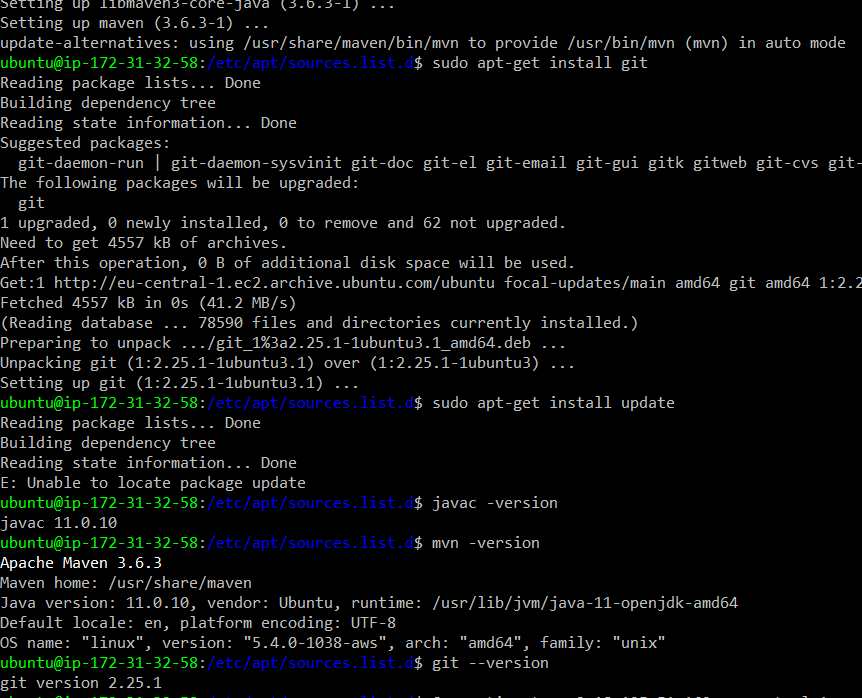 Setting up libmaven3-core-java (3.6.3-1) ...
Setting up maven (3.6.3-1) ...
update-alternatives: using /usr/share/maven/bin/mvn to provide /usr/bin/mvn (mvn) in auto mode
ubuntu@ip-172-31-32-58:/etc/apt/sources.list.d$ sudo apt-get install git
Reading package lists... Done
Building dependency tree
Reading state information... Done
Suggested packages:
  git-daemon-run | git-daemon-sysvinit git-doc git-el git-email git-gui gitk gitweb git-cvs git-
The following packages will be upgraded:
  git
1 upgraded, 0 newly installed, 0 to remove and 62 not upgraded.
Need to get 4557 kB of archives.
After this operation, 0 B of additional disk space will be used.
Get:1 http://eu-central-1.ec2.archive.ubuntu.com/ubuntu focal-updates/main amd64 git amd64 1:2.2
Fetched 4557 kB in 0s (41.2 MB/s)
(Reading database ... 78590 files and directories currently installed.)
Preparing to unpack .../git_1%3a2.25.1-1ubuntu3.1_amd64.deb ...
Unpacking git (1:2.25.1-1ubuntu3.1) over (1:2.25.1-1ubuntu3) ...
Setting up git (1:2.25.1-1ubuntu3.1) ...
ubuntu@ip-172-31-32-58:/etc/apt/sources.list.d$ sudo apt-get install update
Reading package lists... Done
Building dependency tree
Reading state information... Done
E: Unable to locate package update
ubuntu@ip-172-31-32-58:/etc/apt/sources.list.d$ javac -version
javac 11.0.10
ubuntu@ip-172-31-32-58:/etc/apt/sources.list.d$ mvn -version
Apache Maven 3.6.3
Maven home: /usr/share/maven
Java version: 11.0.10, vendor: Ubuntu, runtime: /usr/lib/jvm/java-11-openjdk-amd64
Default locale: en, platform encoding: UTF-8
OS name: "linux", version: "5.4.0-1038-aws", arch: "amd64", family: "unix"
ubuntu@ip-172-31-32-58:/etc/apt/sources.list.d$ git --version
git version 2.25.1